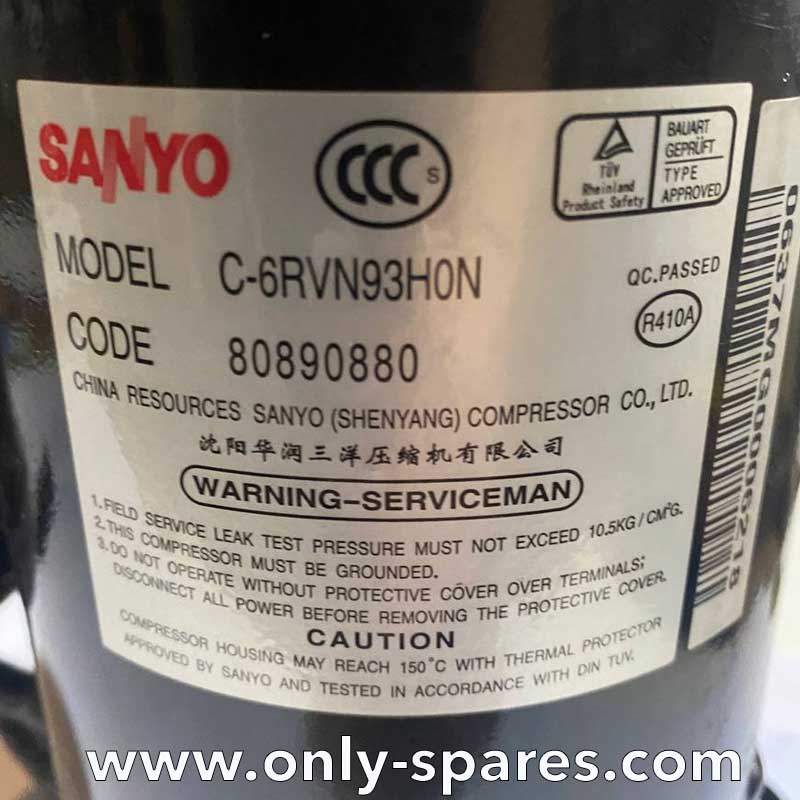 SANYO
CCC S
TÜV
Rheinland
Product Safety
BAUART
GEPRÜFT
TYPE
APPROVED
MODEL C-6RVN93H0N
QC.PASSED
CODE 80890880
R410A
CHINA RESOURCES SANYO (SHENYANG) COMPRESSOR CO., LTD.
沈阳华润三洋压缩机有限公司
WARNING-SERVICEMAN
1. FIELD SERVICE LEAK TEST PRESSURE MUST NOT EXCEED 10.5KG / CM²G.
2. THIS COMPRESSOR MUST BE GROUNDED.
3. DO NOT OPERATE WITHOUT PROTECTIVE COVER OVER TERMINALS;
DISCONNECT ALL POWER BEFORE REMOVING THE PROTECTIVE COVER.
CAUTION
COMPRESSOR HOUSING MAY REACH 150°C WITH THERMAL PROTECTOR
APPROVED BY SANYO AND TESTED IN ACCORDANCE WITH DIN TUV.
0637MG0006218
www.only-spares.com